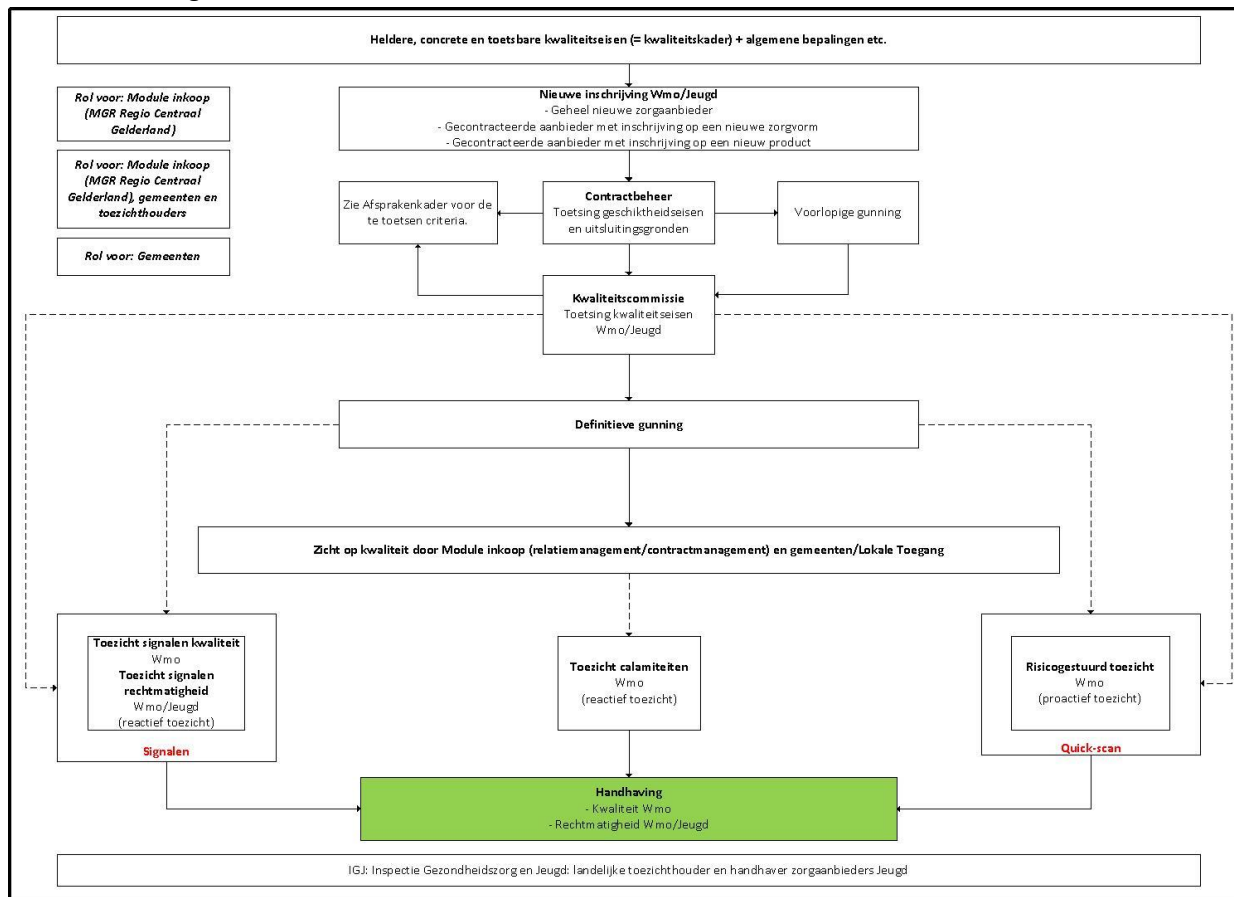 Heldere, concrete en toetsbare kwaliteitseisen (= kwaliteitskader) + algemene bepalingen etc.
Rol voor: Module inkoop
(MGR Regio Centraal
Gelderland)
Rol voor: Module inkoop
(MGR Regio Centraal
Gelderland), gemeenten en
toezichthouders
Rol voor: Gemeenten
Nieuwe inschrijving Wmo/Jeugd
- Geheel nieuwe zorgaanbieder
- Gecontracteerde aanbieder met inschrijving op een nieuwe zorgvorm
- Gecontracteerde aanbieder met inschrijving op een nieuw product
Zie Afsprakenkader voor de
te toetsen criteria.
Contractbeheer
Toetsing geschiktheidseisen
en uitsluitingsgronden
Voorlopige gunning
Kwaliteitscommissie
Toetsing kwaliteitseisen
Wmo/Jeugd
Definitieve gunning
Zicht op kwaliteit door Module inkoop (relatiemanagement/contractmanagement) en gemeenten/Lokale Toegang
Toezicht signalen kwaliteit
Wmo
Toezicht signalen
rechtmatigheid
Wmo/Jeugd
(reactief toezicht)
Signalen
Toezicht calamiteiten
Wmo
(reactief toezicht)
Risicogestuurd toezicht
Wmo
(proactief toezicht)
Quick-scan
Handhaving
- Kwaliteit Wmo
- Rechtmatigheid Wmo/Jeugd
IGJ: Inspectie Gezondheidszorg en Jeugd: landelijke toezichthouder en handhaver zorgaanbieders Jeugd